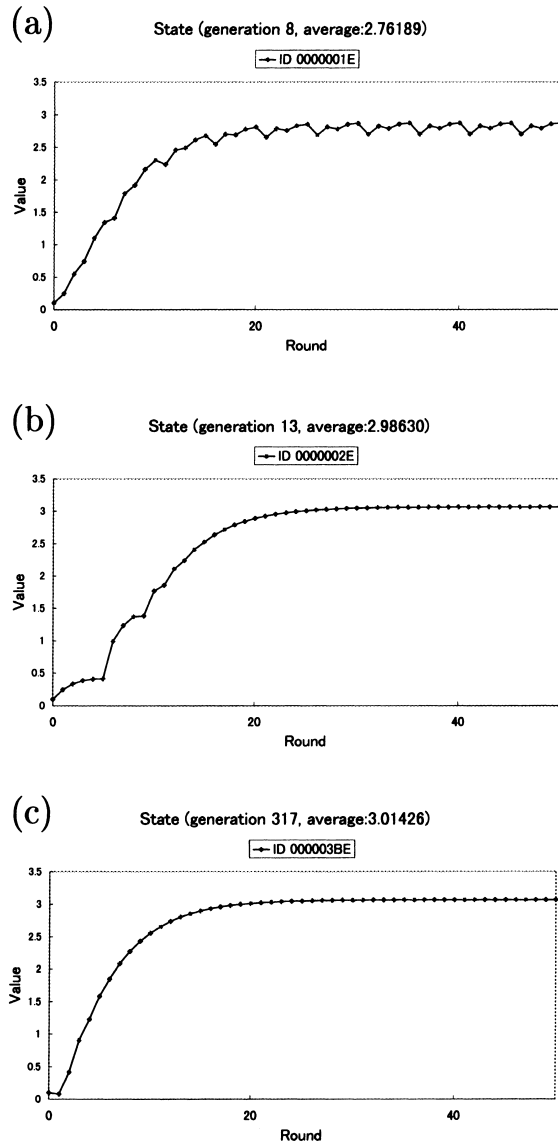 (a)
State (generation 8, average:2.76189)
ID 0000001E
3.5
3
2.5
2
1.5
1
0.5
0
Value
0 20 40
Round
(b)
State (generation 13, average:2.98630)
ID 0000002E
3.5
3
2.5
2
1.5
1
0.5
0
Value
0 20 40
Round
(c)
State (generation 317, average:3.01426)
ID 000003BE
3.5
3
2.5
2
1.5
1
0.5
0
Value
0 20 40
Round